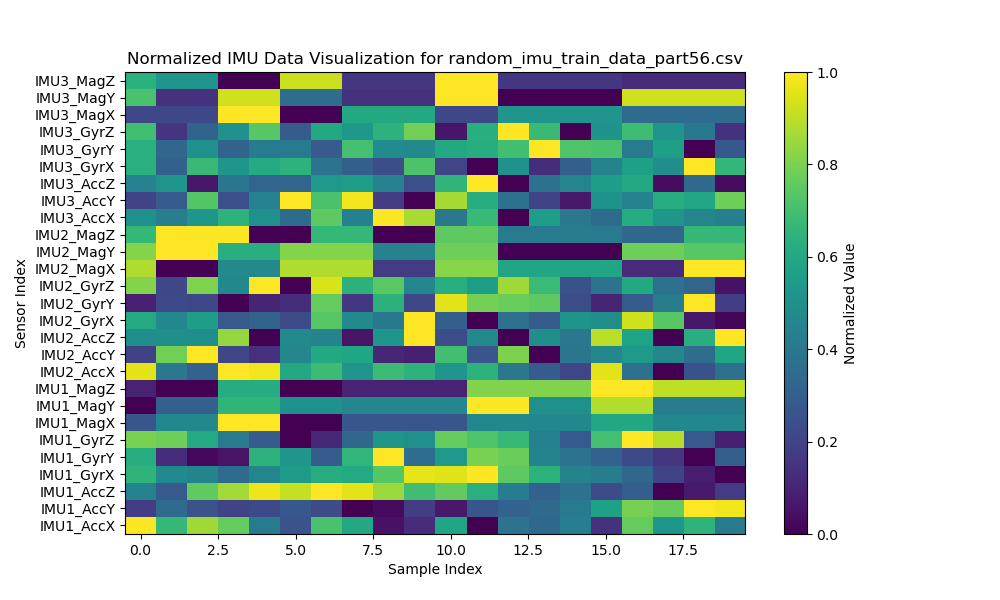 Normalized IMU Data Visualization for random_imu_train_data_part56.csv
IMU3_MagZ
IMU3_MagY
IMU3_MagX
IMU3_GyrZ
IMU3_GyrY
IMU3_GyrX
IMU3_AccZ
IMU3_AccY
IMU3_AccX
IMU2_MagZ
IMU2_MagY
IMU2_MagX
IMU2_GyrZ
IMU2_GyrY
IMU2_GyrX
IMU2_AccZ
IMU2_AccY
IMU2_AccX
IMU1_MagZ
IMU1_MagY
IMU1_MagX
IMU1_GyrZ
IMU1_GyrY
IMU1_GyrX
IMU1_AccZ
IMU1_AccY
IMU1_AccX
Sensor Index
0.0 2.5 5.0 7.5 10.0 12.5 15.0 17.5
Sample Index
1.0
0.8
0.6
0.4
0.2
0.0
Normalized Value